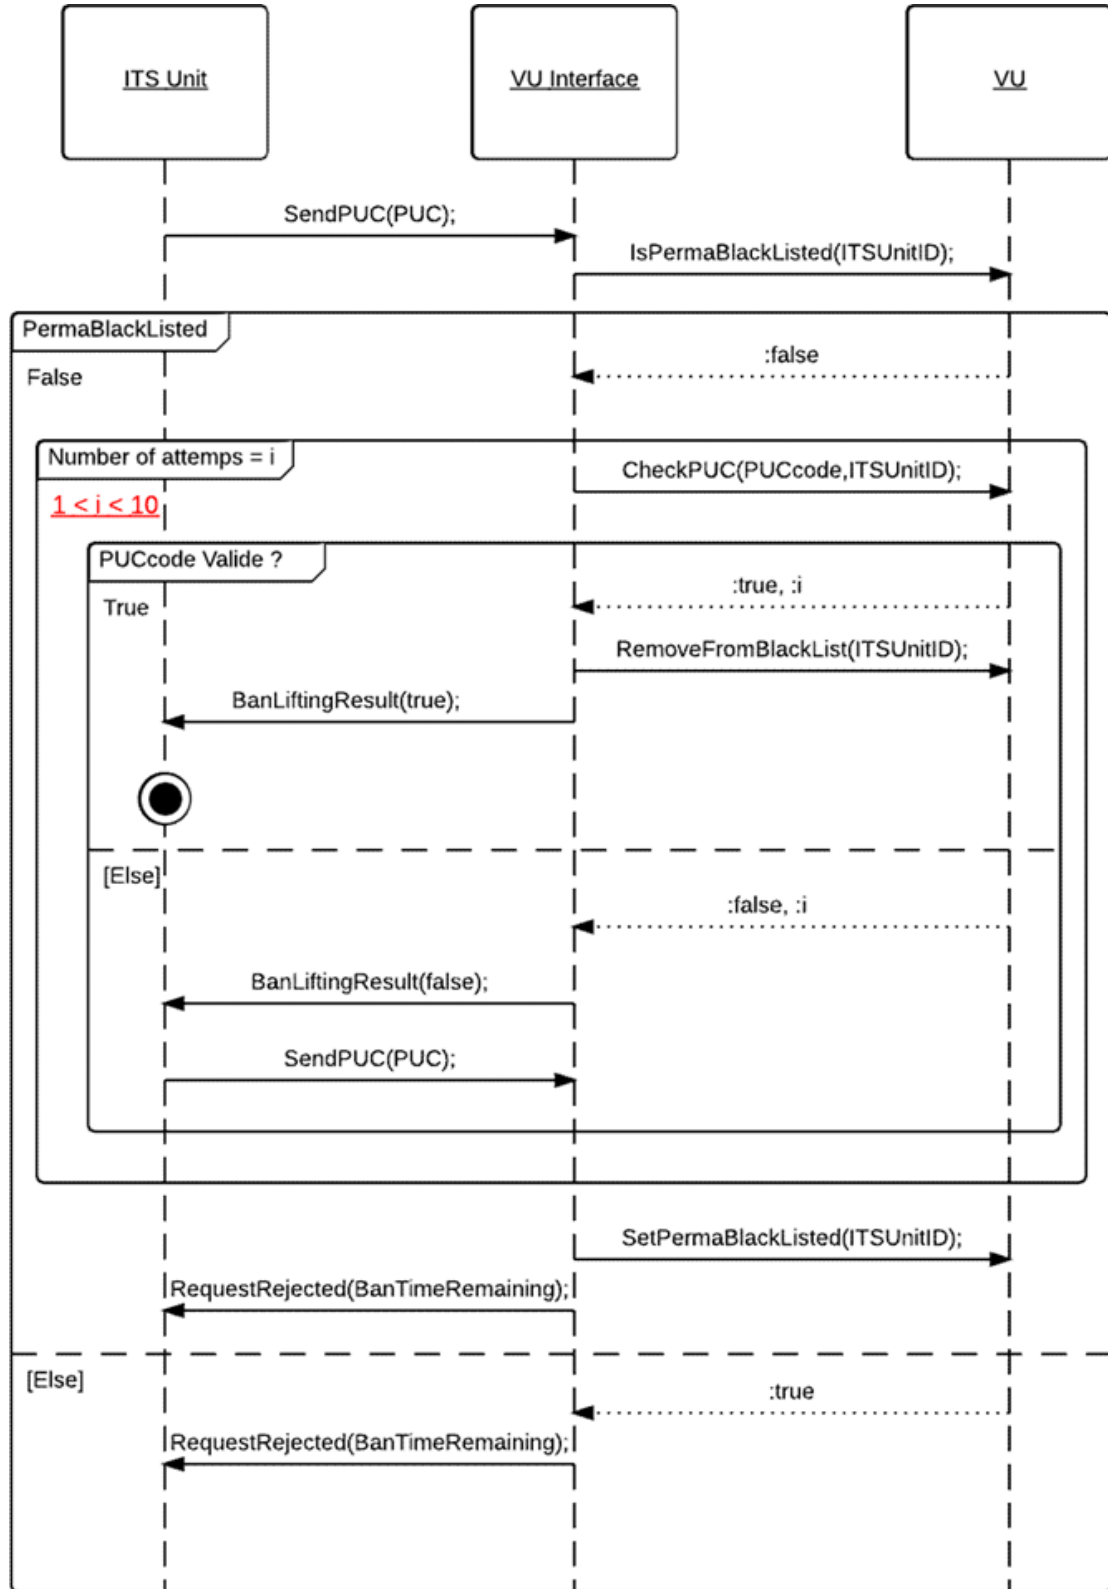 ITS Unit
VU Interface
VU
SendPUC(PUC);
IsPermaBlackListed(ITSUnitID);
PermaBlackListed
:false
False
Number of attemps = i
CheckPUC(PUCcode,ITSUnitID);
1 < i < 10
PUCcode Valide ?
:true, :i
True
RemoveFromBlackList(ITSUnitID);
BanLiftingResult(true);
[Else]
:false, :i
BanLiftingResult(false);
SendPUC(PUC);
SetPermaBlackListed(ITSUnitID);
RequestRejected(BanTimeRemaining);
[Else]
:true
RequestRejected(BanTimeRemaining);